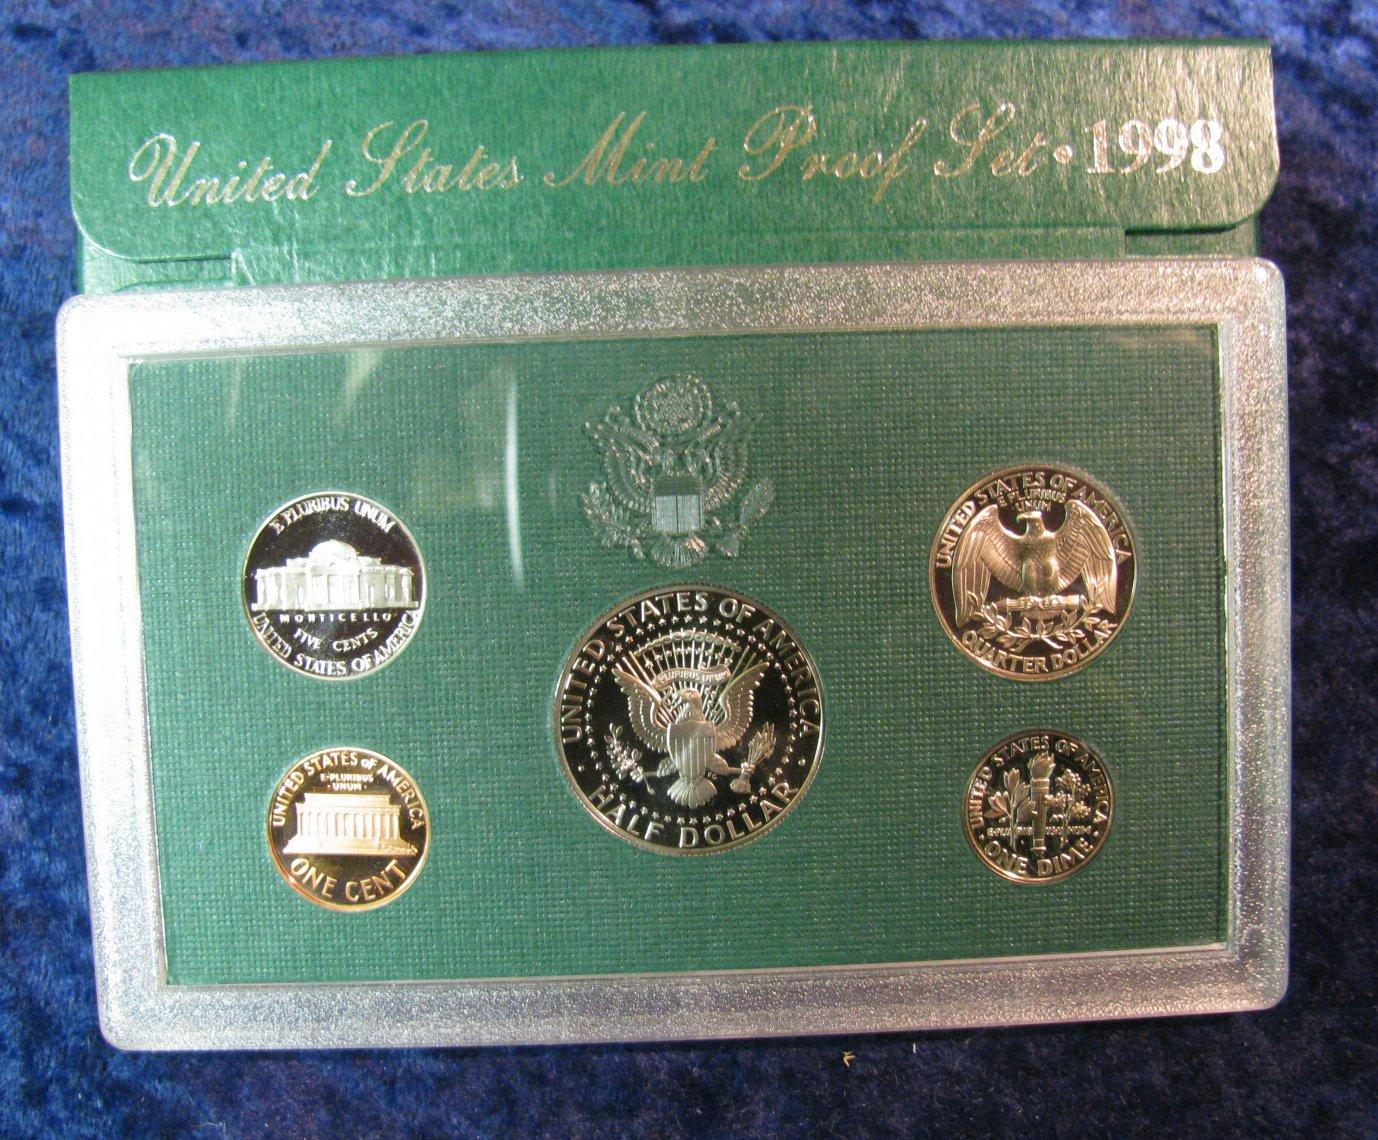 United States Mint Proof Set • 1998
E PLURIBUS UNUM
MONTICELLO
FIVE CENTS
UNITED STATES OF AMERICA
UNITED STATES OF AMERICA
E PLURIBUS
UNUM
QUARTER DOLLAR
UNITED STATES OF AMERICA
PLURIBUS UNUM
HALF DOLLAR
UNITED STATES OF AMERICA
E·PLURIBUS
·UNUM·
ONE CENT
UNITED STATES OF AMERICA
ONE DIME